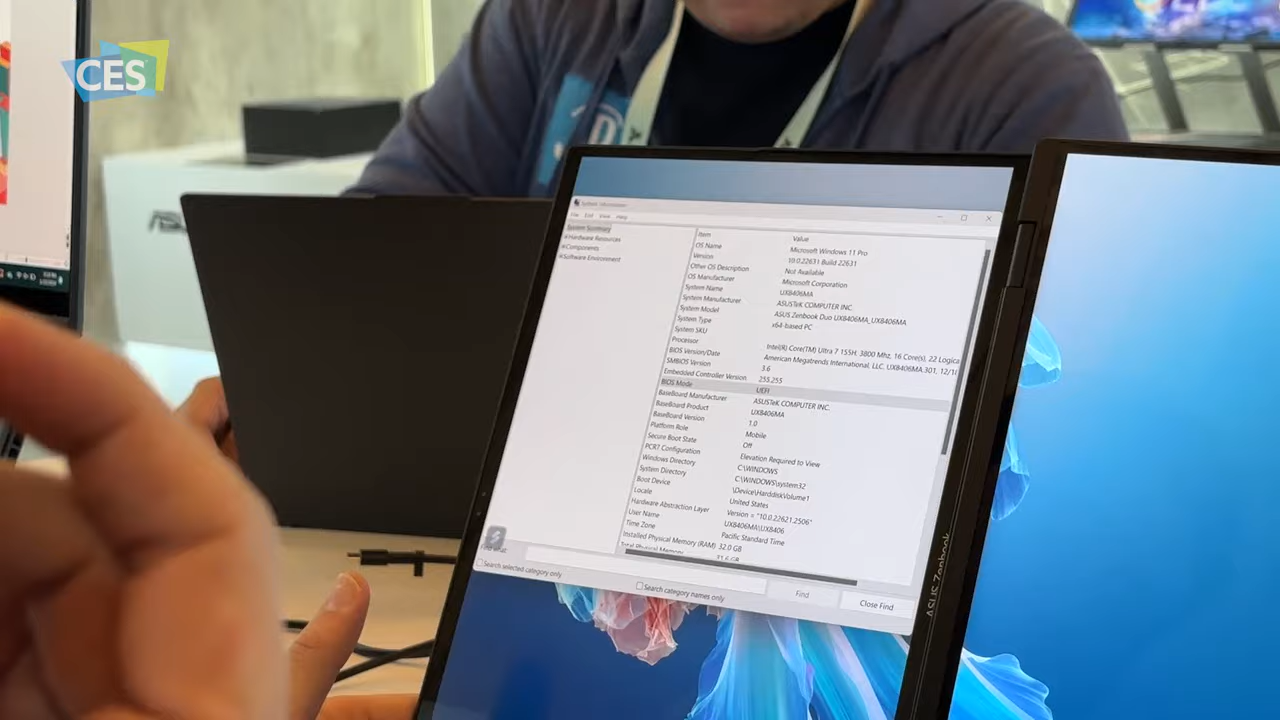 CES
System Information
File Edit View Help
System Summary
Hardware Resources
Components
Software Environment
Item Value
OS Name Microsoft Windows 11 Pro
Version 10.0.22631 Build 22631
Other OS Description Not Available
OS Manufacturer Microsoft Corporation
System Name UX8406MA
System Manufacturer ASUSTeK COMPUTER INC.
System Model ASUS Zenbook Duo UX8406MA_UX8406MA
System Type x64-based PC
System SKU
Processor Intel(R) Core(TM) Ultra 7 155H, 3800 Mhz, 16 Core(s), 22 Logica
BIOS Version/Date American Megatrends International, LLC. UX8406MA.301, 12/18
SMBIOS Version 3.6
Embedded Controller Version 255.255
BIOS Mode UEFI
BaseBoard Manufacturer ASUSTeK COMPUTER INC.
BaseBoard Product UX8406MA
BaseBoard Version 1.0
Platform Role Mobile
Secure Boot State Off
PCR7 Configuration Elevation Required to View
Windows Directory C:\WINDOWS
System Directory C:\WINDOWS\system32
Boot Device \Device\HarddiskVolume1
Locale United States
Hardware Abstraction Layer Version = "10.0.22621.2506"
User Name UX8406MA\UX8406
Time Zone Pacific Standard Time
Installed Physical Memory (RAM) 32.0 GB
Total Physical Memory 31.6 GB
Find
Search selected category only
Search category names only
Find
Close Find
ASUS Zenbook